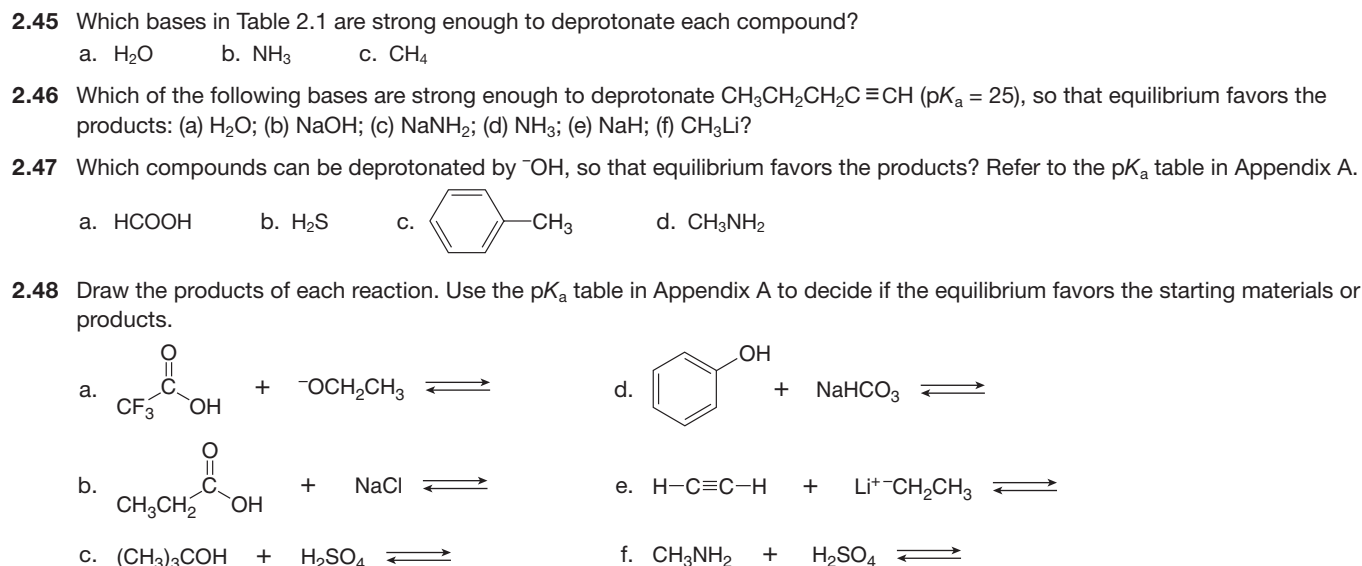 2.45 Which bases in Table 2.1 are strong enough to deprotonate each compound?
a. H₂O b. NH₃ c. CH₄
2.46 Which of the following bases are strong enough to deprotonate CH₃CH₂CH₂C≡CH (pKₐ = 25), so that equilibrium favors the
products: (a) H₂O; (b) NaOH; (c) NaNH₂; (d) NH₃; (e) NaH; (f) CH₃Li?
2.47 Which compounds can be deprotonated by ⁻OH, so that equilibrium favors the products? Refer to the pKₐ table in Appendix A.
a. HCOOH b. H₂S c. CH₃ d. CH₃NH₂
2.48 Draw the products of each reaction. Use the pKₐ table in Appendix A to decide if the equilibrium favors the starting materials or
products.
a. CF₃ C O OH + ⁻OCH₂CH₃ ⇌
d. OH + NaHCO₃ ⇌
b. CH₃CH₂ C O OH + NaCl ⇌
e. H–C≡C–H + Li⁺⁻CH₂CH₃ ⇌
c. (CH₃)₃COH + H₂SO₄ ⇌
f. CH₃NH₂ + H₂SO₄ ⇌